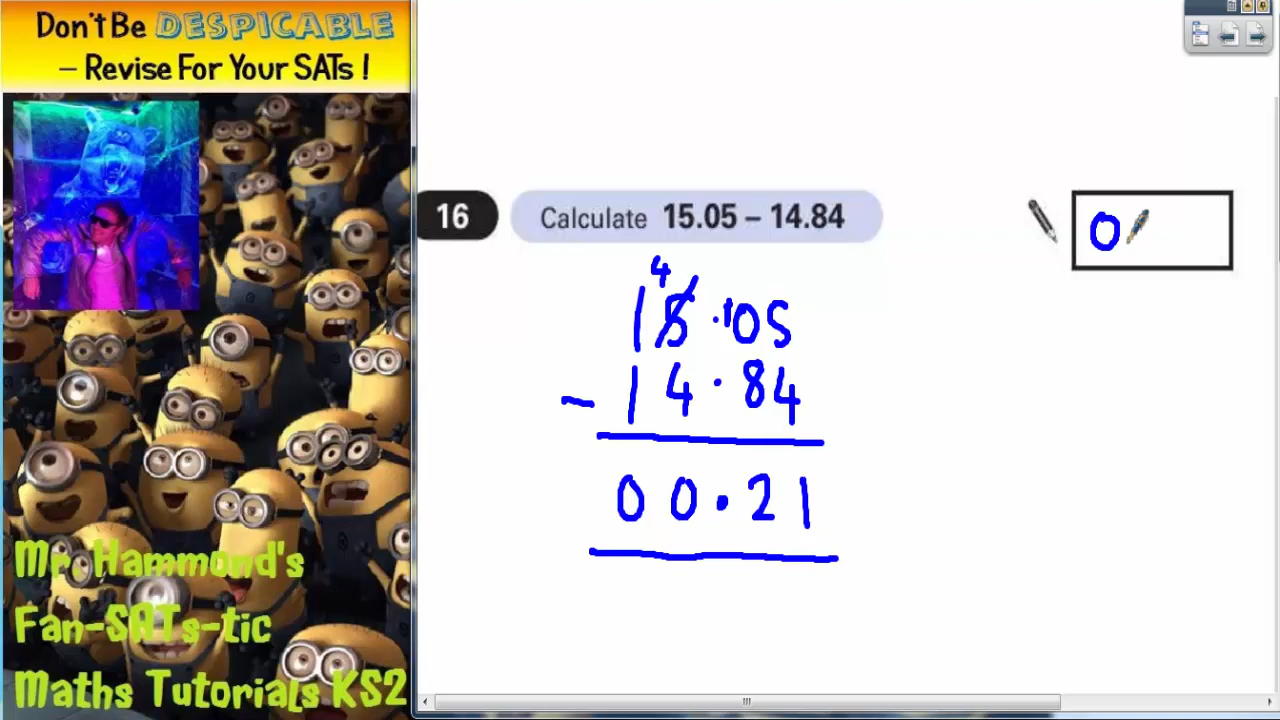 Don't Be DESPICABLE
– Revise For Your SATs !
Mr Hammond's
Fan-SATs-tic
Maths Tutorials KS2
16 Calculate 15.05 – 14.84
0
4
15.105
- 14.84
00.21